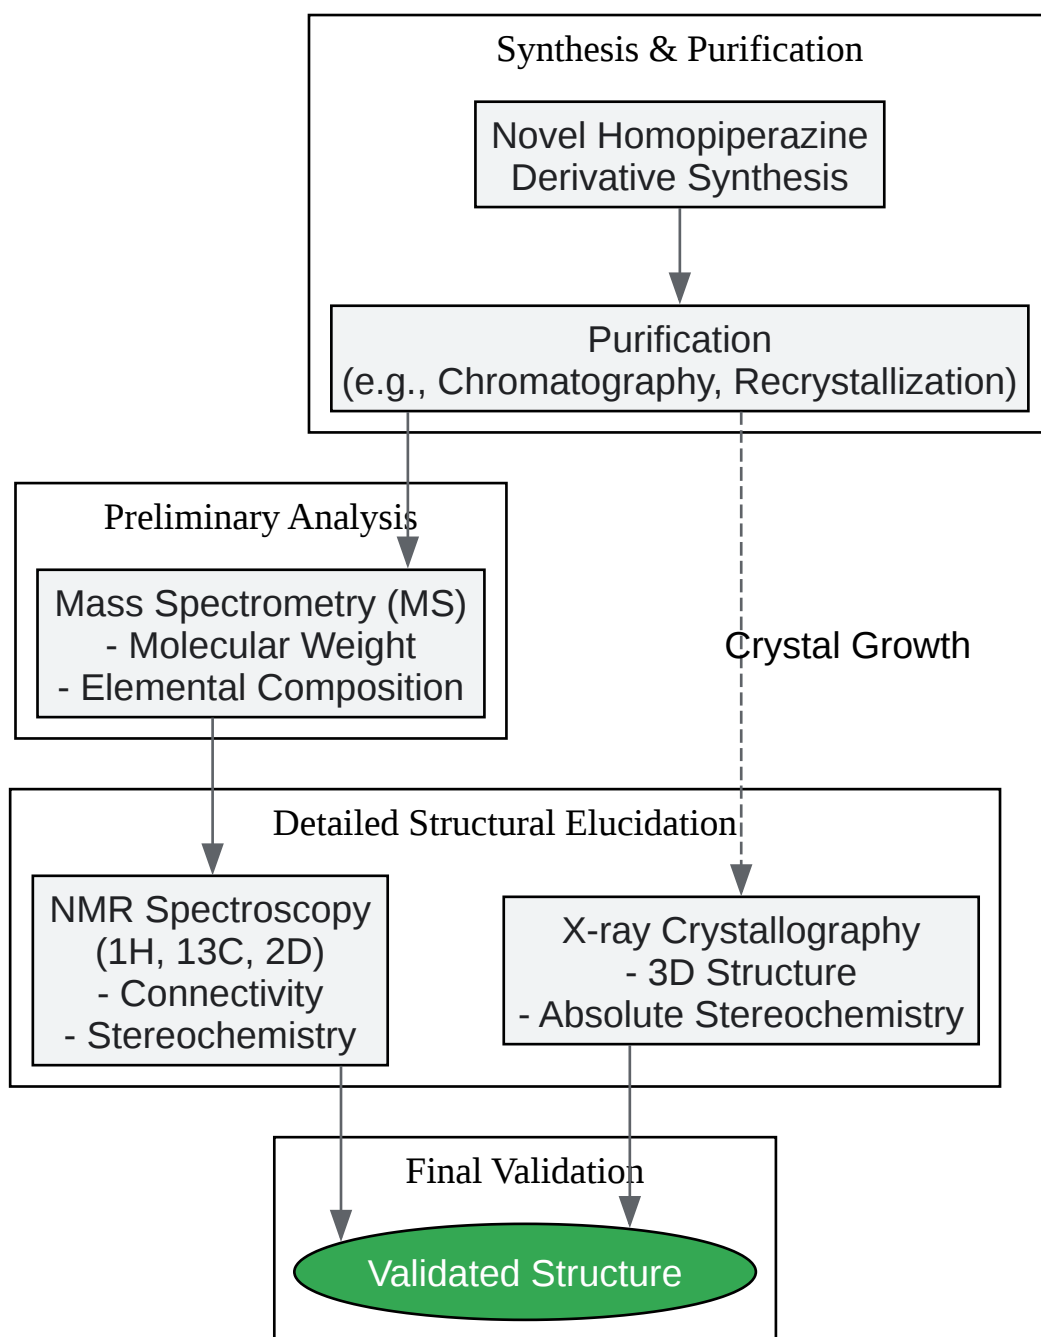 Synthesis & Purification
Novel Homopiperazine
Derivative Synthesis
Purification
(e.g., Chromatography, Recrystallization)
Preliminary Analysis
Mass Spectrometry (MS)
- Molecular Weight
- Elemental Composition
Crystal Growth
Detailed Structural Elucidation
NMR Spectroscopy
(1H, 13C, 2D)
- Connectivity
- Stereochemistry
X-ray Crystallography
- 3D Structure
- Absolute Stereochemistry
Final Validation
Validated Structure